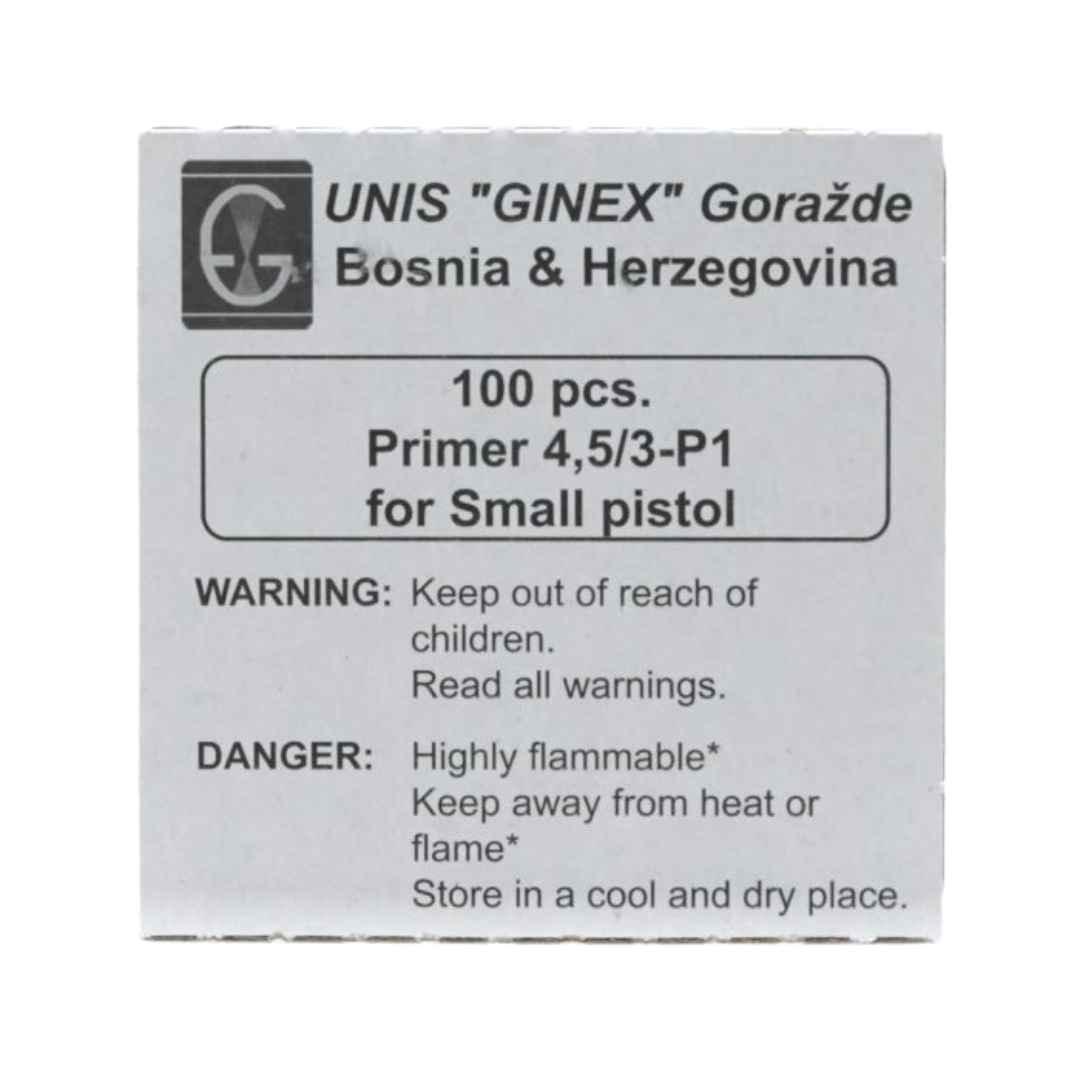 UNIS "GINEX" Goražde
Bosnia & Herzegovina
100 pcs.
Primer 4,5/3-P1
for Small pistol
WARNING: Keep out of reach of
children.
Read all warnings.
DANGER: Highly flammable*
Keep away from heat or
flame*
Store in a cool and dry place.